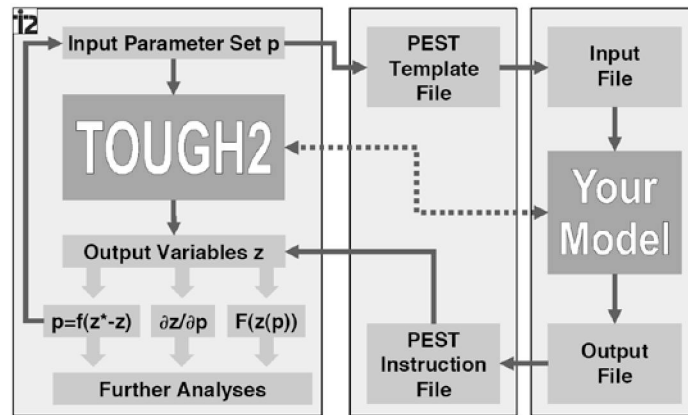 i2
Input Parameter Set p
TOUGH2
Output Variables z
p=f(z*-z)
∂z/∂p
F(z(p))
Further Analyses
PEST
Template
File
PEST
Instruction
File
Input
File
Your
Model
Output
File